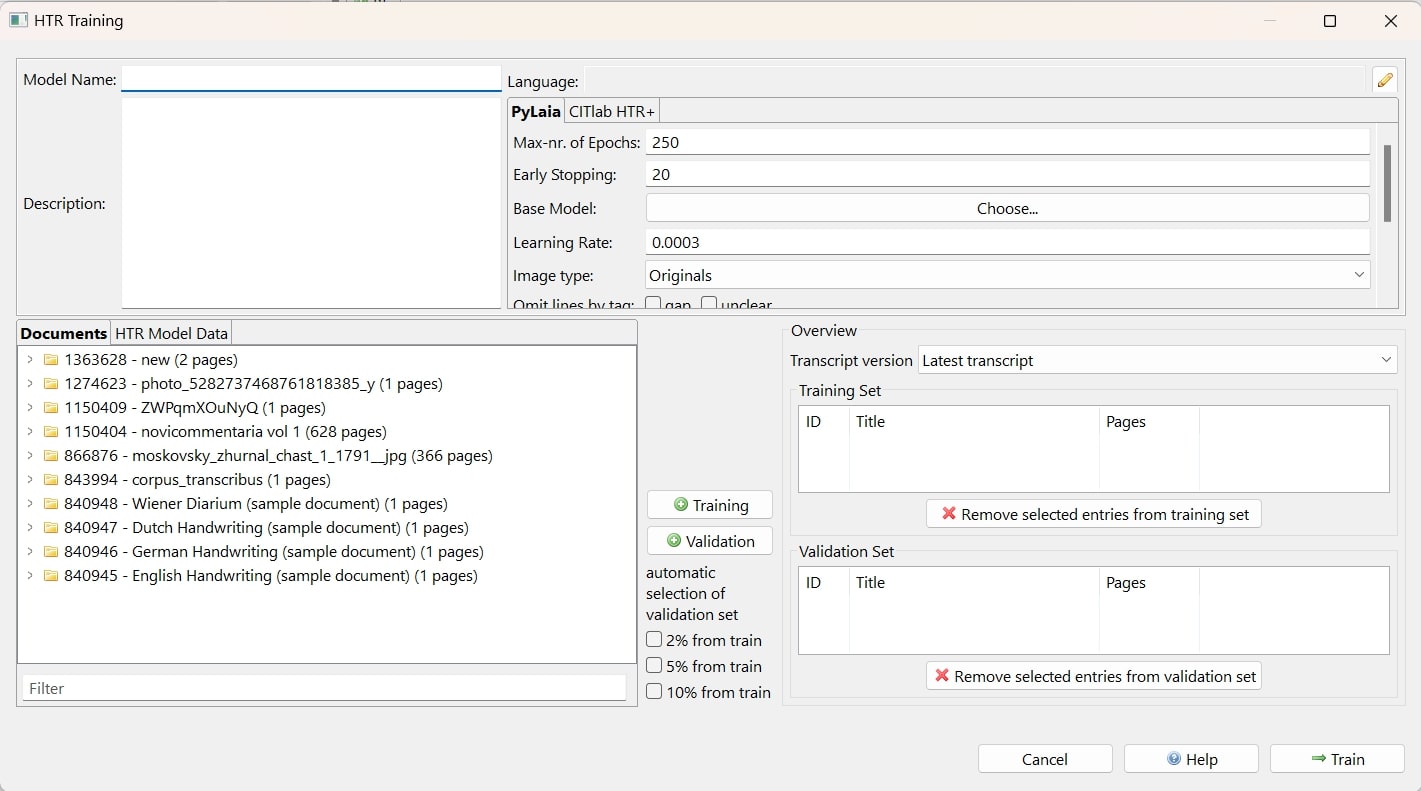 HTR Training
Model Name:
Language:
Description:
PyLaia
CITlab HTR+
Max-nr. of Epochs: 250
Early Stopping: 20
Base Model: Choose...
Learning Rate: 0.0003
Image type: Originals
Omit lines by tag: gap unclear
Documents
HTR Model Data
1363628 - new (2 pages)
1274623 - photo_5282737468761818385_y (1 pages)
1150409 - ZWPqmXOuNyQ (1 pages)
1150404 - novicommentaria vol 1 (628 pages)
866876 - moskovsky_zhurnal_chast_1_1791__jpg (366 pages)
843994 - corpus_transcribus (1 pages)
840948 - Wiener Diarium (sample document) (1 pages)
840947 - Dutch Handwriting (sample document) (1 pages)
840946 - German Handwriting (sample document) (1 pages)
840945 - English Handwriting (sample document) (1 pages)
Filter
Training
Validation
automatic
selection of
validation set
2% from train
5% from train
10% from train
Overview
Transcript version Latest transcript
Training Set
ID Title Pages
Remove selected entries from training set
Validation Set
ID Title Pages
Remove selected entries from validation set
Cancel
Help
Train